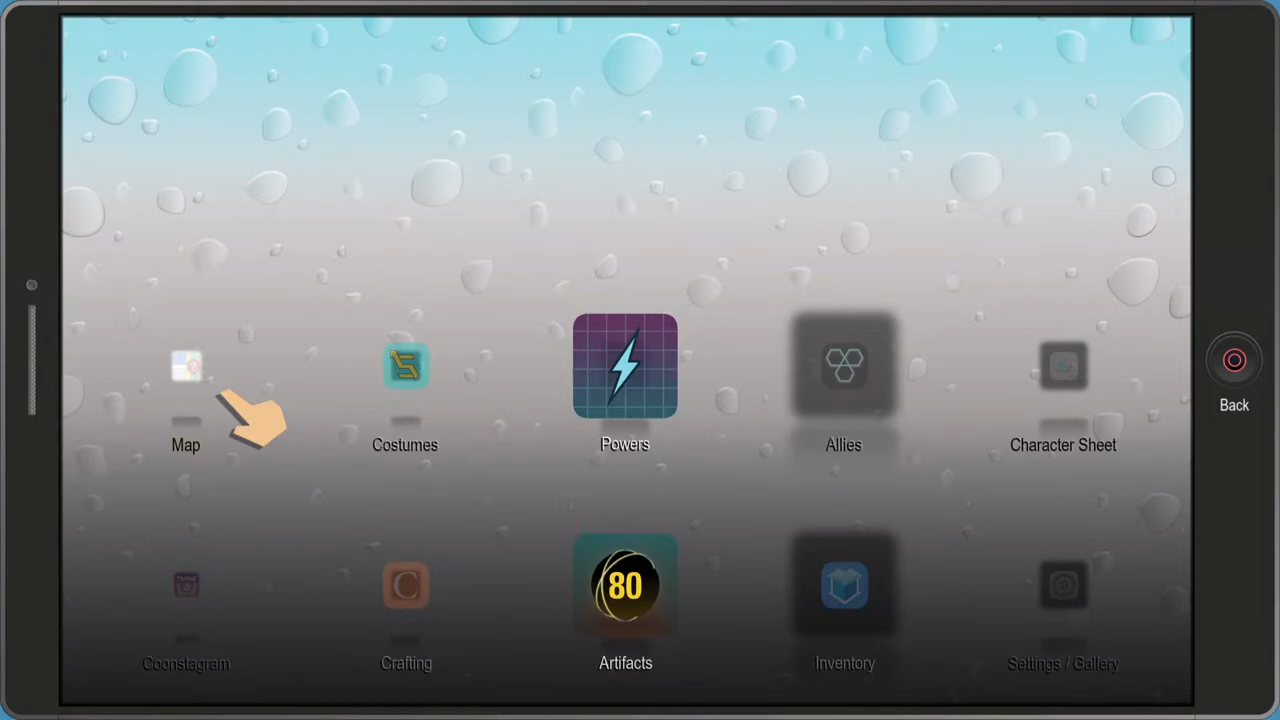 Map
Costumes
Powers
Allies
Character Sheet
Back
C
80
Coonstagram
Crafting
Artifacts
Inventory
Settings / Gallery